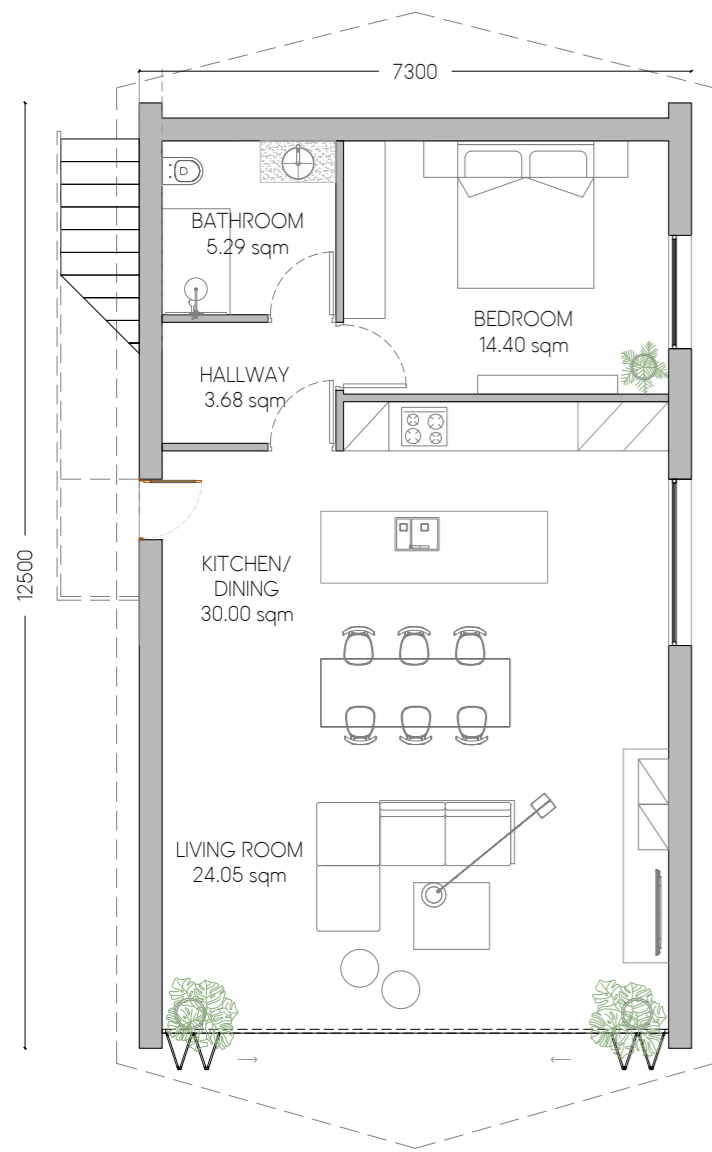 7300
BATHROOM
5.29 sqm
BEDROOM
14.40 sqm
HALLWAY
3.68 sqm
12500
KITCHEN/
DINING
30.00 sqm
LIVING ROOM
24.05 sqm